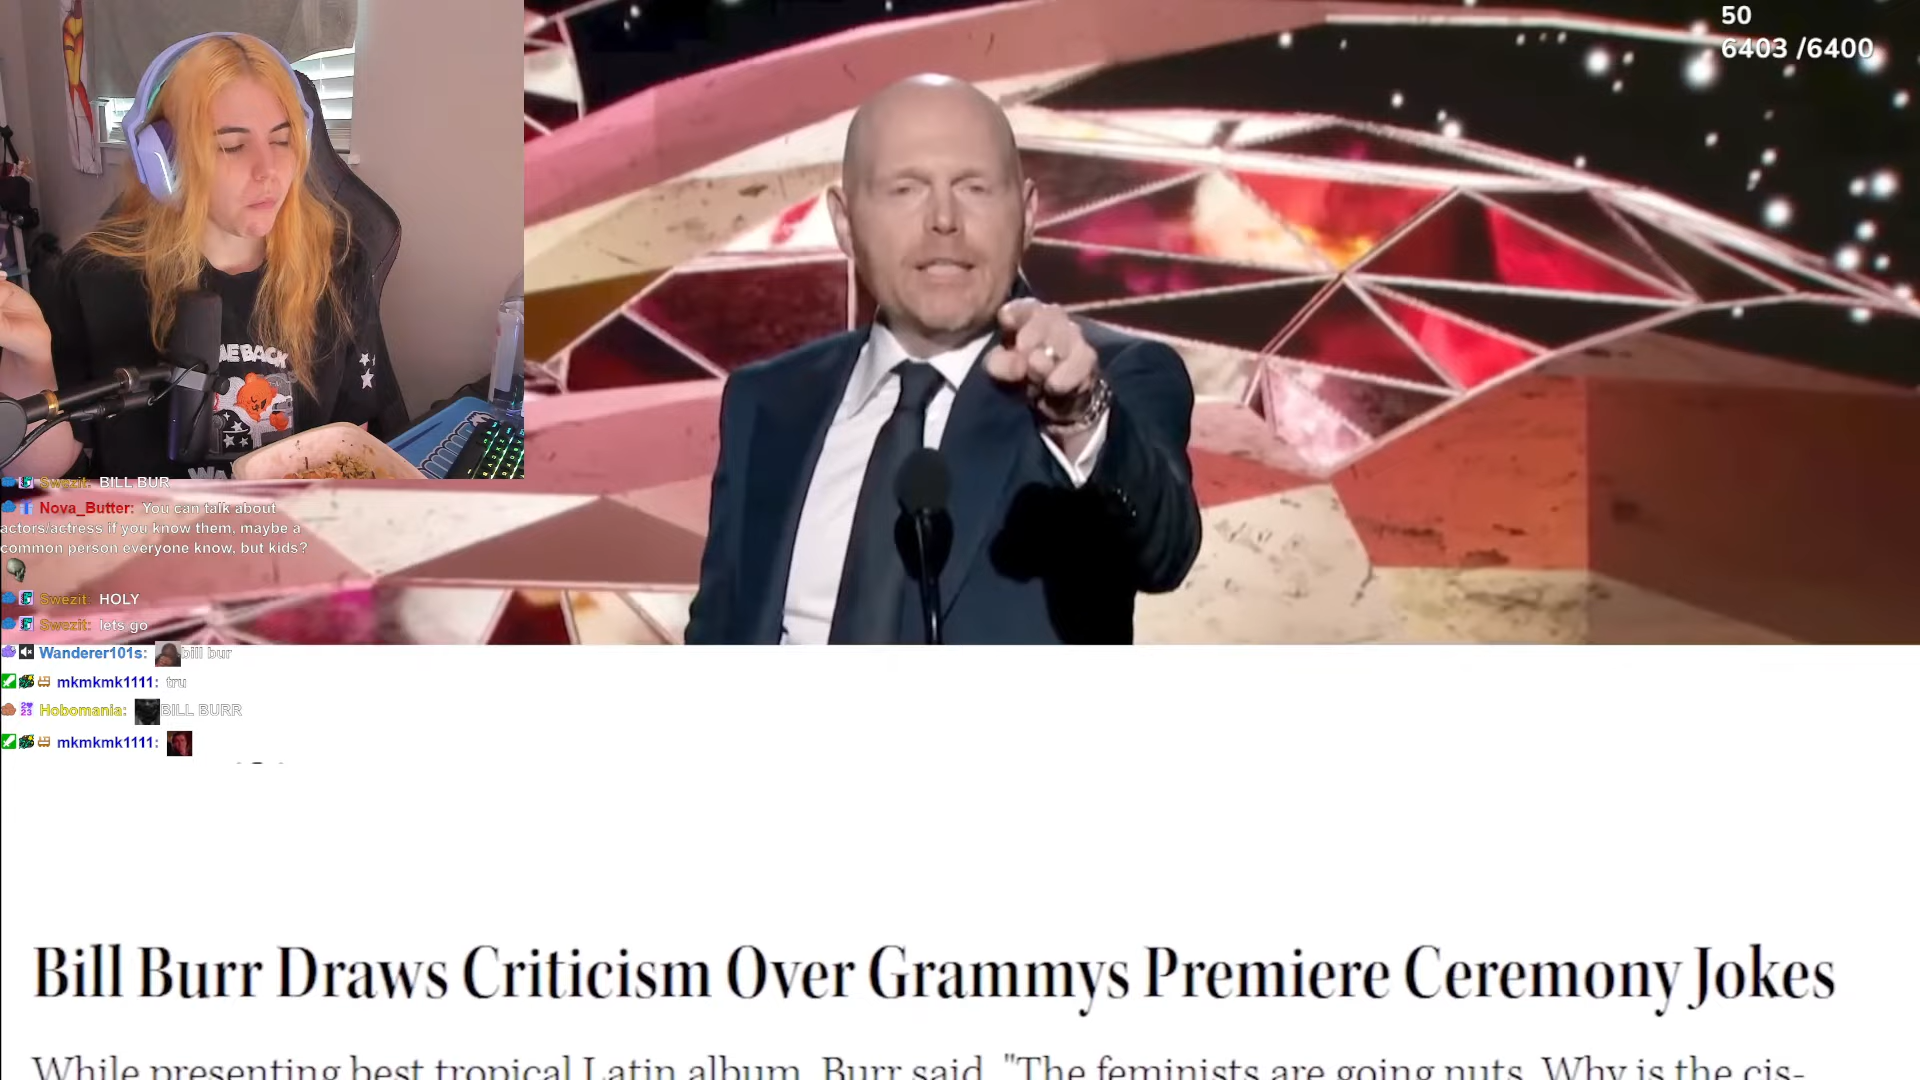 50
6403 /6400
MEBACK
WA
Swezit: BILL BUR
Nova_Butter: You can talk about
actors/actress if you know them, maybe a
common person everyone know, but kids?
Swezit: HOLY
Swezit: lets go
Wanderer101s: bill bur
mkmkmk1111: tru
Hobomania: BILL BURR
mkmkmk1111:
Bill Burr Draws Criticism Over Grammys Premiere Ceremony Jokes
While presenting best tropical Latin album, Burr said, "The feminists are going nuts. Why is the cis-